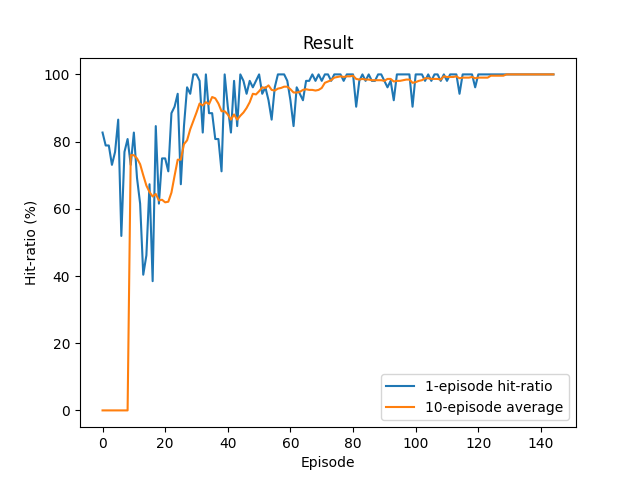 Result
100
80
60
40
20
0
Hit-ratio (%)
0 20 40 60 80 100 120 140
Episode
1-episode hit-ratio
10-episode average